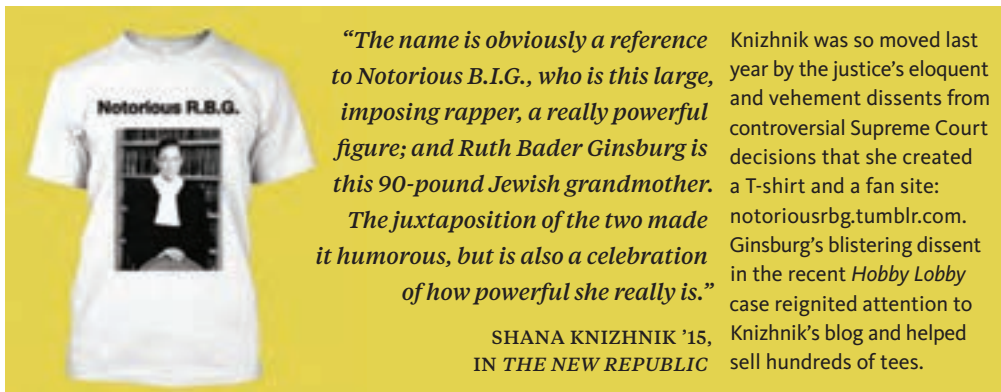 Notorious R.B.G.
“The name is obviously a reference
to Notorious B.I.G., who is this large,
imposing rapper, a really powerful
figure; and Ruth Bader Ginsburg is
this 90-pound Jewish grandmother.
The juxtaposition of the two made
it humorous, but is also a celebration
of how powerful she really is.”
SHANA KNIZHNIK ’15,
IN THE NEW REPUBLIC
Knizhnik was so moved last
year by the justice’s eloquent
and vehement dissents from
controversial Supreme Court
decisions that she created
a T-shirt and a fan site:
notoriousrbg.tumblr.com.
Ginsburg’s blistering dissent
in the recent Hobby Lobby
case reignited attention to
Knizhnik’s blog and helped
sell hundreds of tees.